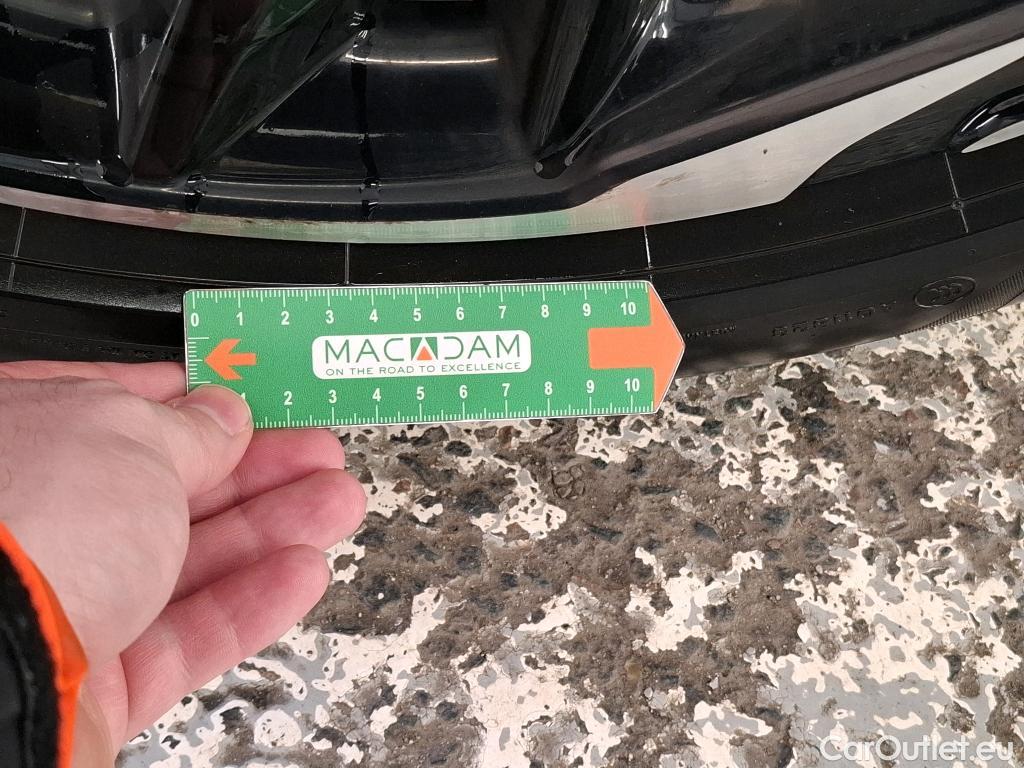 0 1 2 3 4 5 6 7 8 9 10
MACADAM
ON THE ROAD TO EXCELLENCE
1 2 3 4 5 6 7 8 9 10
CarOutlet.eu